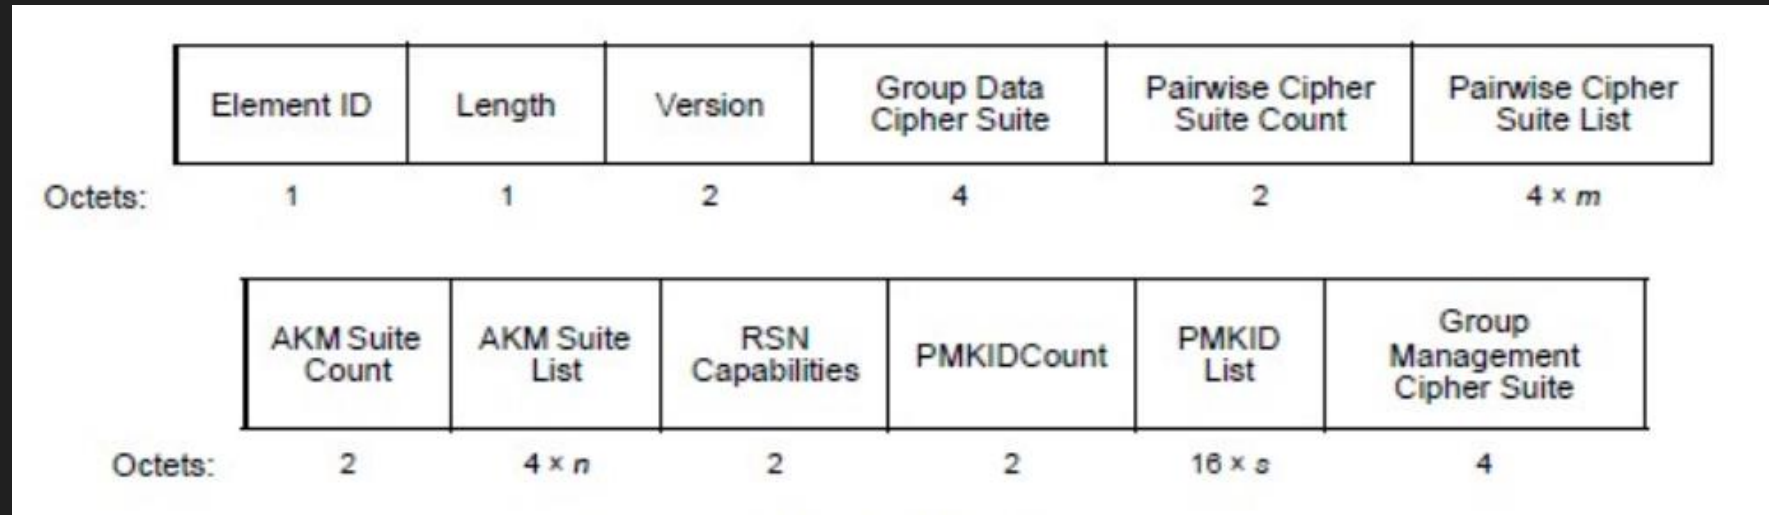 Element ID Length Version Group Data Cipher Suite Pairwise Cipher Suite Count Pairwise Cipher Suite List
Octets: 1 1 2 4 2 4 × m
AKM Suite Count AKM Suite List RSN Capabilities PMKIDCount PMKID List Group Management Cipher Suite
Octets: 2 4 × n 2 2 16 × s 4